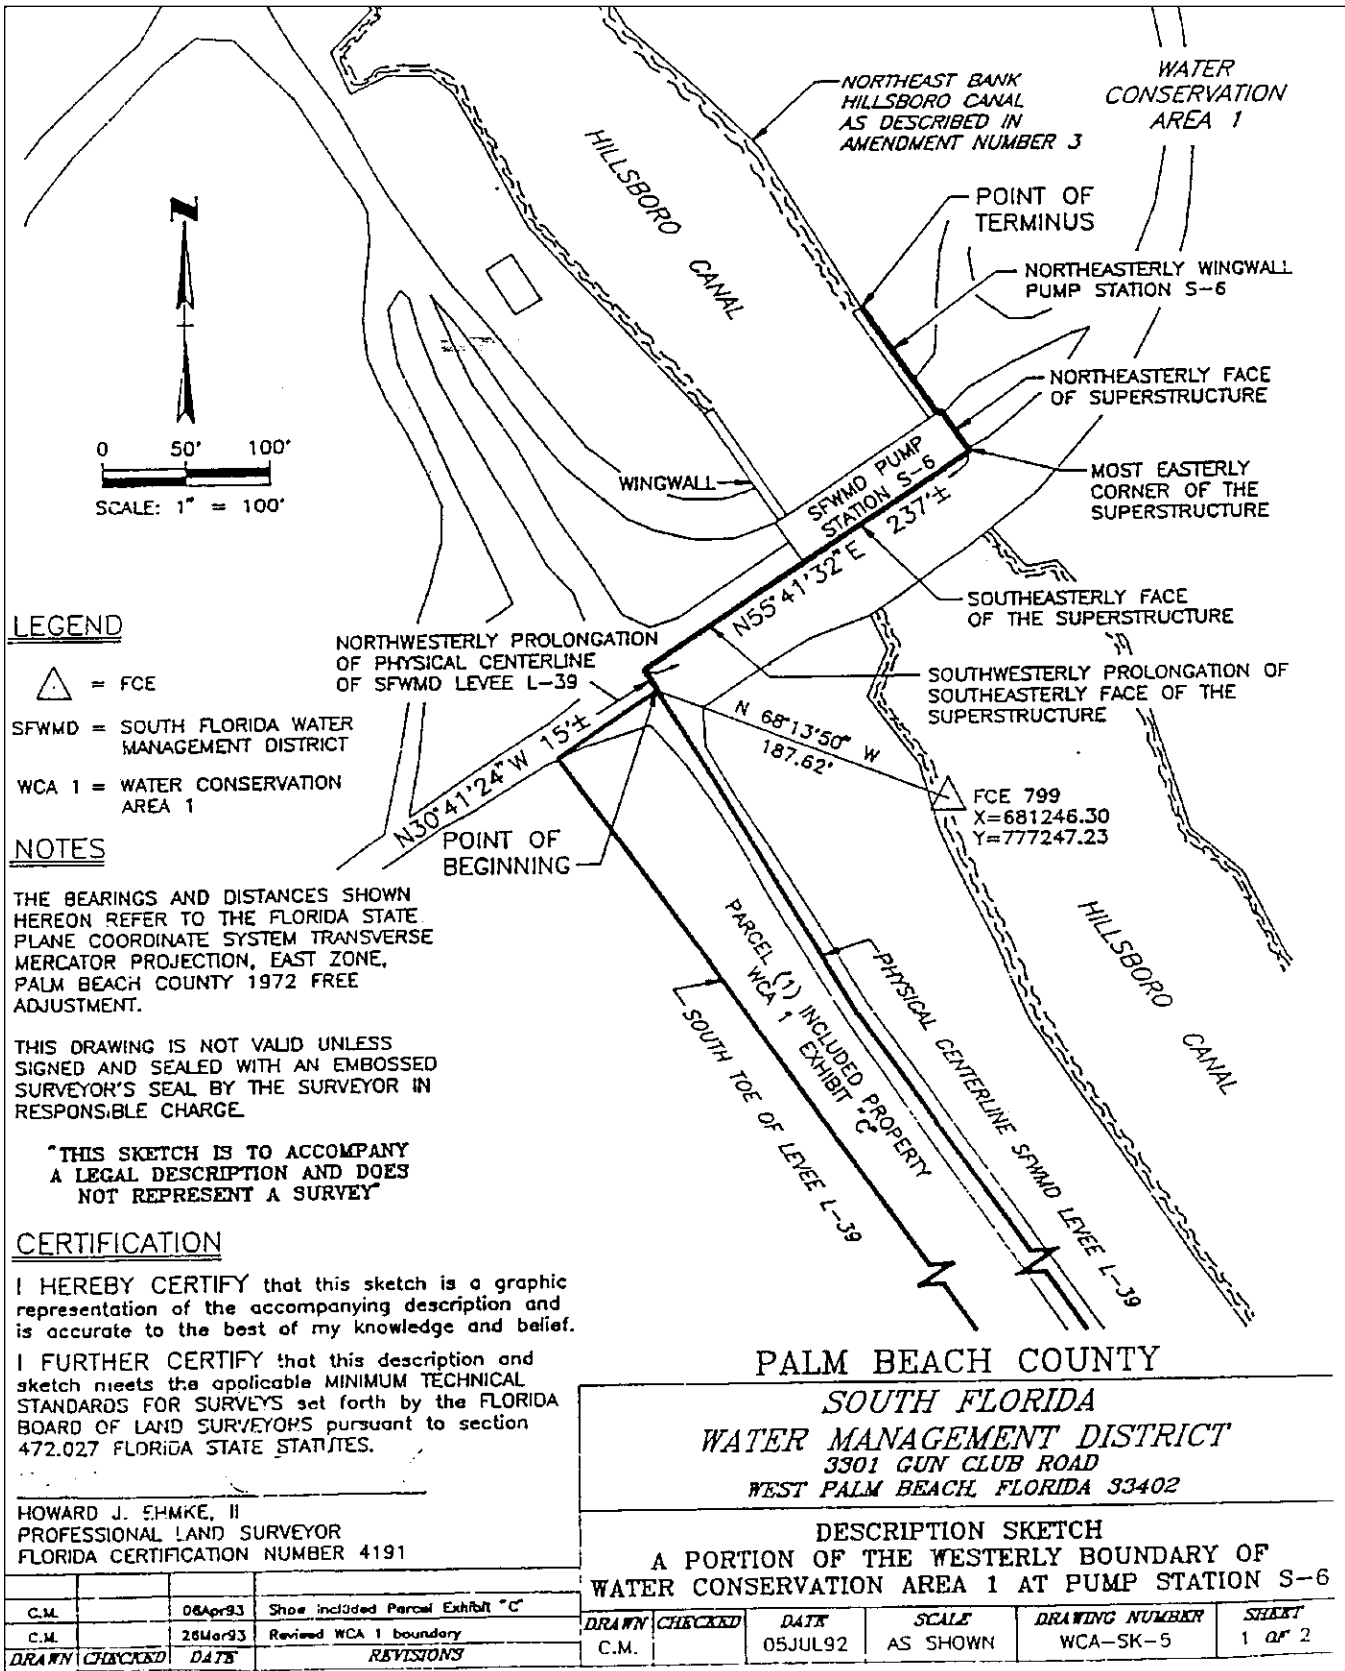 NORTHEAST BANK
HILLSBORO CANAL
AS DESCRIBED IN
AMENDMENT NUMBER 3
WATER
CONSERVATION
AREA 1
HILLSBORO CANAL
POINT OF
TERMINUS
NORTHEASTERLY WINGWALL
PUMP STATION S-6
N
NORTHEASTERLY FACE
OF SUPERSTRUCTURE
0 50' 100'
SCALE: 1" = 100'
WINGWALL
SFWMD PUMP
STATION S-6
MOST EASTERLY
CORNER OF THE
SUPERSTRUCTURE
N55°41'32"E 237'±
SOUTHEASTERLY FACE
OF THE SUPERSTRUCTURE
LEGEND
= FCE
SFWMD = SOUTH FLORIDA WATER
MANAGEMENT DISTRICT
WCA 1 = WATER CONSERVATION
AREA 1
NORTHWESTERLY PROLONGATION
OF PHYSICAL CENTERLINE
OF SFWMD LEVEE L-39
SOUTHWESTERLY PROLONGATION OF
SOUTHEASTERLY FACE OF THE
SUPERSTRUCTURE
N 68°13'50" W
187.62'
N30°41'24"W 15'±
FCE 799
X=681246.30
Y=777247.23
POINT OF
BEGINNING
NOTES
THE BEARINGS AND DISTANCES SHOWN
HEREON REFER TO THE FLORIDA STATE
PLANE COORDINATE SYSTEM TRANSVERSE
MERCATOR PROJECTION, EAST ZONE,
PALM BEACH COUNTY 1972 FREE
ADJUSTMENT.
THIS DRAWING IS NOT VALID UNLESS
SIGNED AND SEALED WITH AN EMBOSSED
SURVEYOR'S SEAL BY THE SURVEYOR IN
RESPONSIBLE CHARGE.
"THIS SKETCH IS TO ACCOMPANY
A LEGAL DESCRIPTION AND DOES
NOT REPRESENT A SURVEY"
PARCEL (1) INCLUDED PROPERTY
WCA 1 EXHIBIT "C"
SOUTH TOE OF LEVEE L-39
PHYSICAL CENTERLINE SFWMD LEVEE L-39
HILLSBORO CANAL
CERTIFICATION
I HEREBY CERTIFY that this sketch is a graphic
representation of the accompanying description and
is accurate to the best of my knowledge and belief.
I FURTHER CERTIFY that this description and
sketch meets the applicable MINIMUM TECHNICAL
STANDARDS FOR SURVEYS set forth by the FLORIDA
BOARD OF LAND SURVEYORS pursuant to section
472.027 FLORIDA STATE STATUTES.
HOWARD J. EHMKE, II
PROFESSIONAL LAND SURVEYOR
FLORIDA CERTIFICATION NUMBER 4191
C.M. 06Apr93 Show included Parcel Exhibit "C"
C.M. 26Mar93 Revised WCA 1 boundary
DRAWN CHECKED DATE REVISIONS
PALM BEACH COUNTY
SOUTH FLORIDA
WATER MANAGEMENT DISTRICT
3301 GUN CLUB ROAD
WEST PALM BEACH, FLORIDA 33402
DESCRIPTION SKETCH
A PORTION OF THE WESTERLY BOUNDARY OF
WATER CONSERVATION AREA 1 AT PUMP STATION S-6
DRAWN CHECKED DATE SCALE DRAWING NUMBER SHEET
C.M. 05JUL92 AS SHOWN WCA-SK-5 1 OF 2